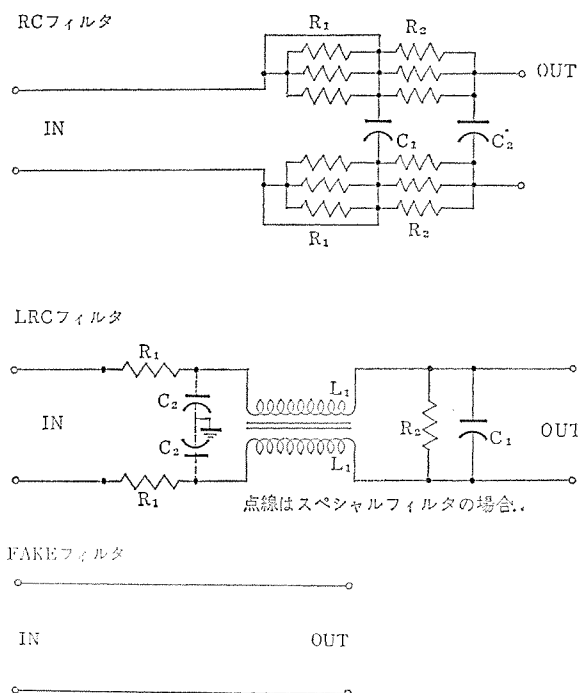 RCフィルタ
R₁ R₂
OUT
IN
C₁ C₂
R₁ R₂
LRCフィルタ
R₁
C₂ L₁
IN R₂ C₁ OUT
C₂ L₁
R₁
点線はスペシャルフィルタの場合..
FAKEフィルタ
IN OUT